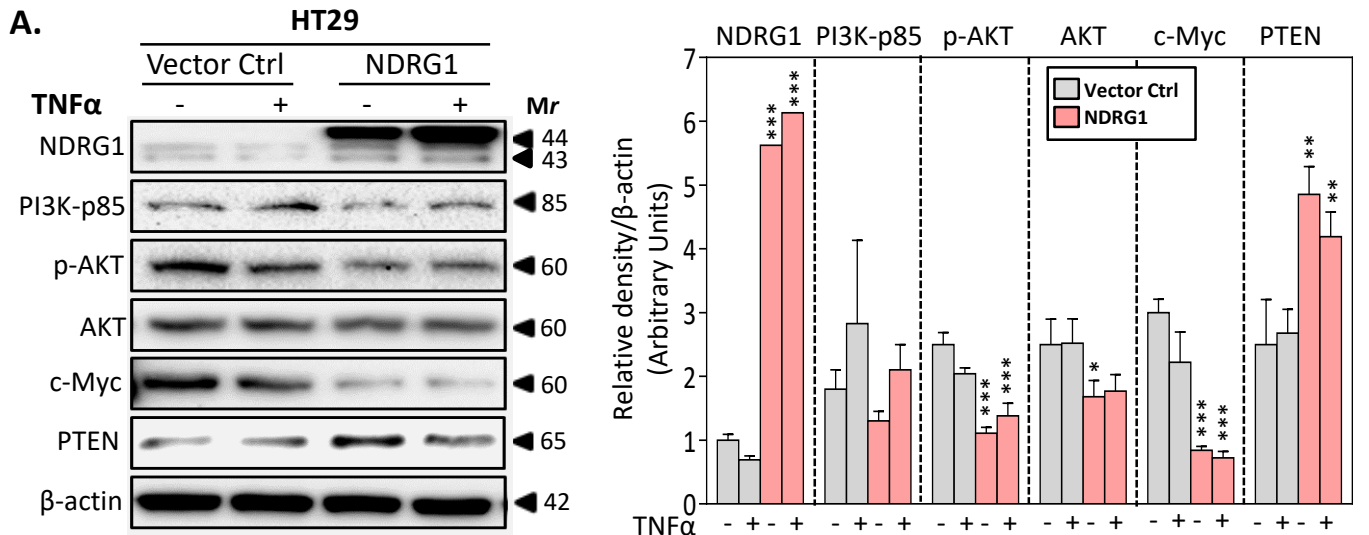 A.
HT29
Vector Ctrl NDRG1
TNFα - + - + Mr
NDRG1 44
43
PI3K-p85 85
p-AKT 60
AKT 60
c-Myc 60
PTEN 65
β-actin 42
NDRG1 PI3K-p85 p-AKT AKT c-Myc PTEN
Relative density/β-actin
(Arbitrary Units)
7
6
5
4
3
2
1
0
Vector Ctrl
NDRG1
*** ***
*** ***
*
*** ***
** **
TNFα - + - + - + - + - + - + - + - + - + - + - + - +